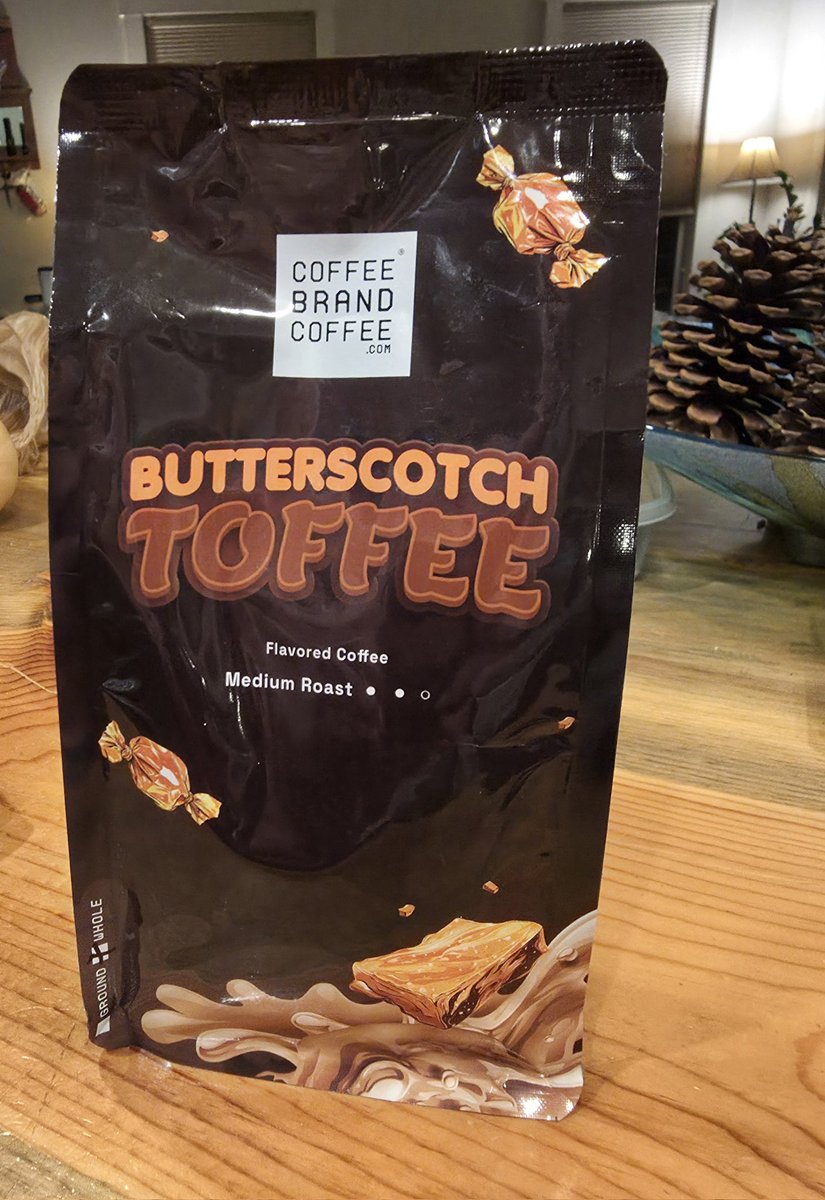 COFFEE®
BRAND
COFFEE
.COM
BUTTERSCOTCH
TOFFEE
Flavored Coffee
Medium Roast
GROUND WHOLE